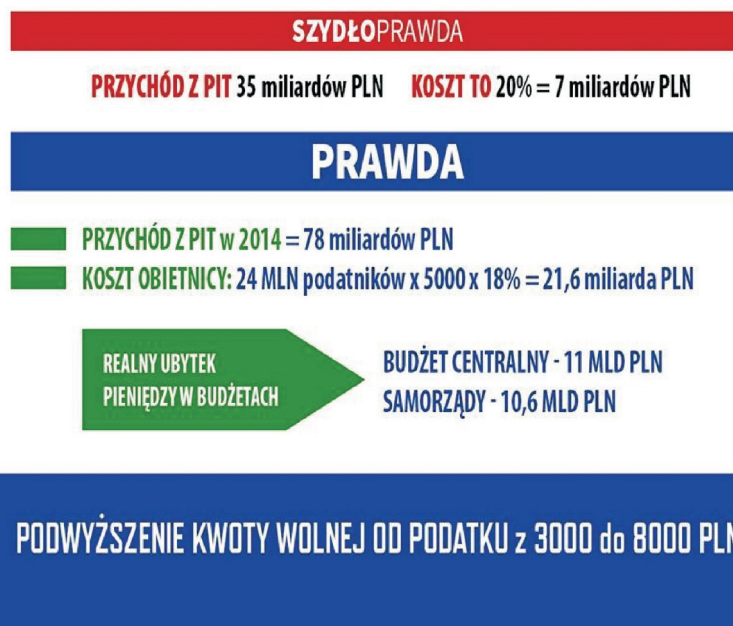 SZYDŁOPRAWDA
PRZYCHÓD Z PIT 35 miliardów PLN KOSZT TO 20% = 7 miliardów PLN
PRAWDA
PRZYCHÓD Z PIT w 2014 = 78 miliardów PLN
KOSZT OBIETNICY: 24 MLN podatników x 5000 x 18% = 21,6 miliarda PLN
REALNY UBYTEK
PIENIĘDZY W BUDŻETACH
BUDŻET CENTRALNY - 11 MLD PLN
SAMORZĄDY - 10,6 MLD PLN
PODWYŻSZENIE KWOTY WOLNEJ OD PODATKU z 3000 do 8000 PLN